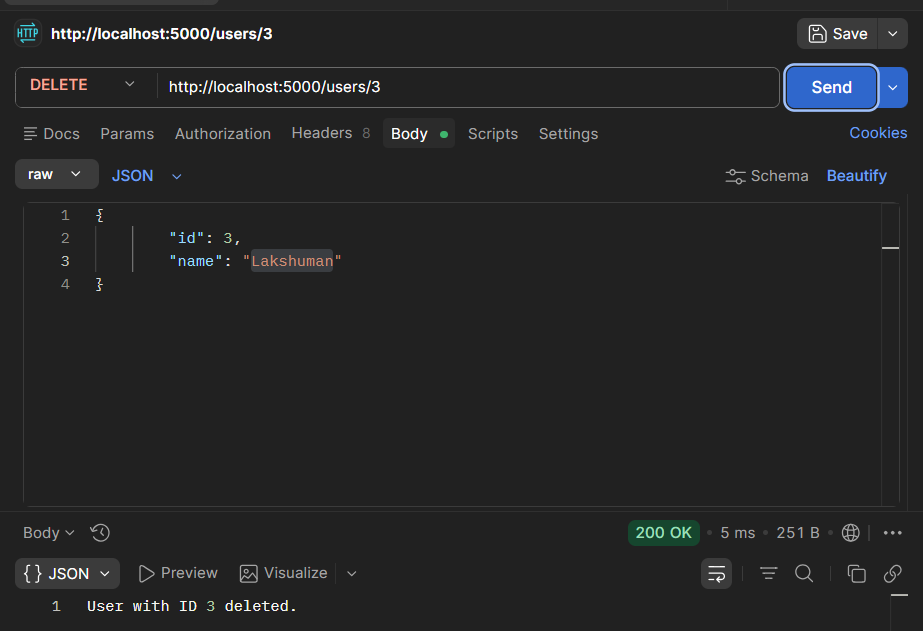 HTTP http://localhost:5000/users/3 Save
DELETE http://localhost:5000/users/3 Send
Docs Params Authorization Headers 8 Body Scripts Settings Cookies
raw JSON Schema Beautify
1 {
2 "id": 3,
3 "name": "Lakshuman"
4 }
Body 200 OK • 5 ms • 251 B •
{} JSON Preview Visualize
1 User with ID 3 deleted.